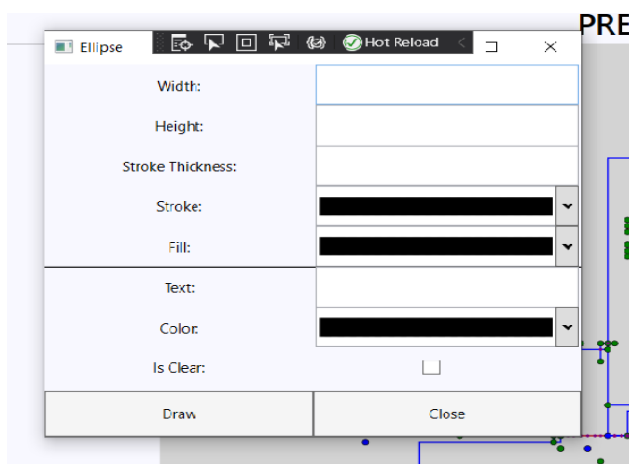 PRE
Ellipse Hot Reload
Width:
Height:
Stroke Thickness:
Stroke:
Fill:
Text:
Color:
Is Clear:
Draw Close